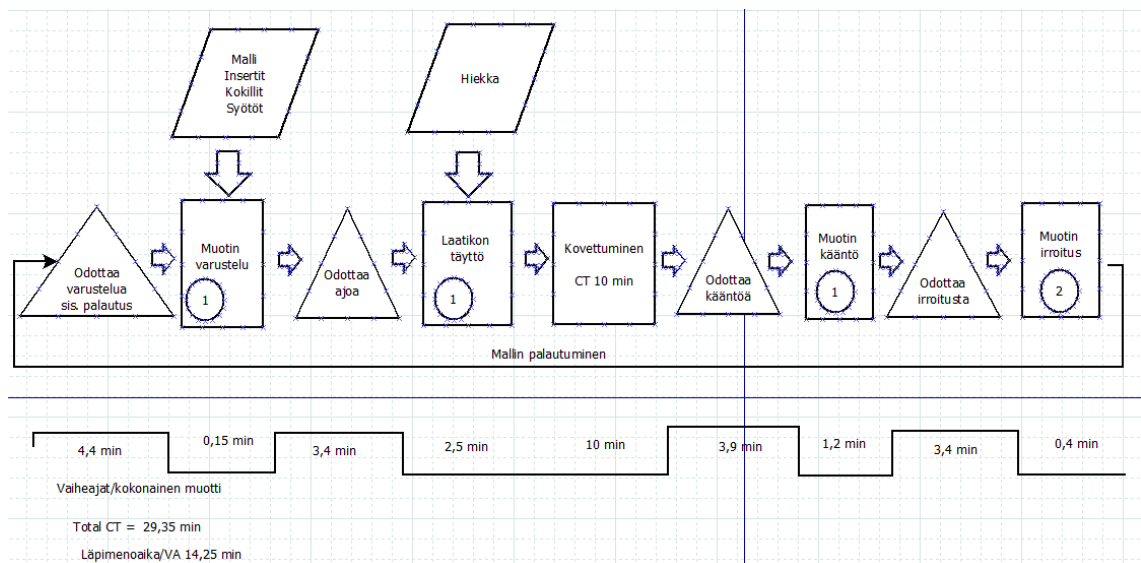 Malli
Insertit
Kokillit
Syötöt
Hiekka
Odottaa
varustelua
sis. palautus
Muotin
varustelu
1
Odottaa
ajoa
Laatikon
täyttö
1
Kovettuminen
CT 10 min
Odottaa
kääntöä
Muotin
kääntö
1
Odottaa
irroitusta
Muotin
irroitus
2
Mallin palautuminen
4,4 min
0,15 min
3,4 min
2,5 min
10 min
3,9 min
1,2 min
3,4 min
0,4 min
Vaiheajat/kokonainen muotti
Total CT = 29,35 min
Läpimenoaika/VA 14,25 min